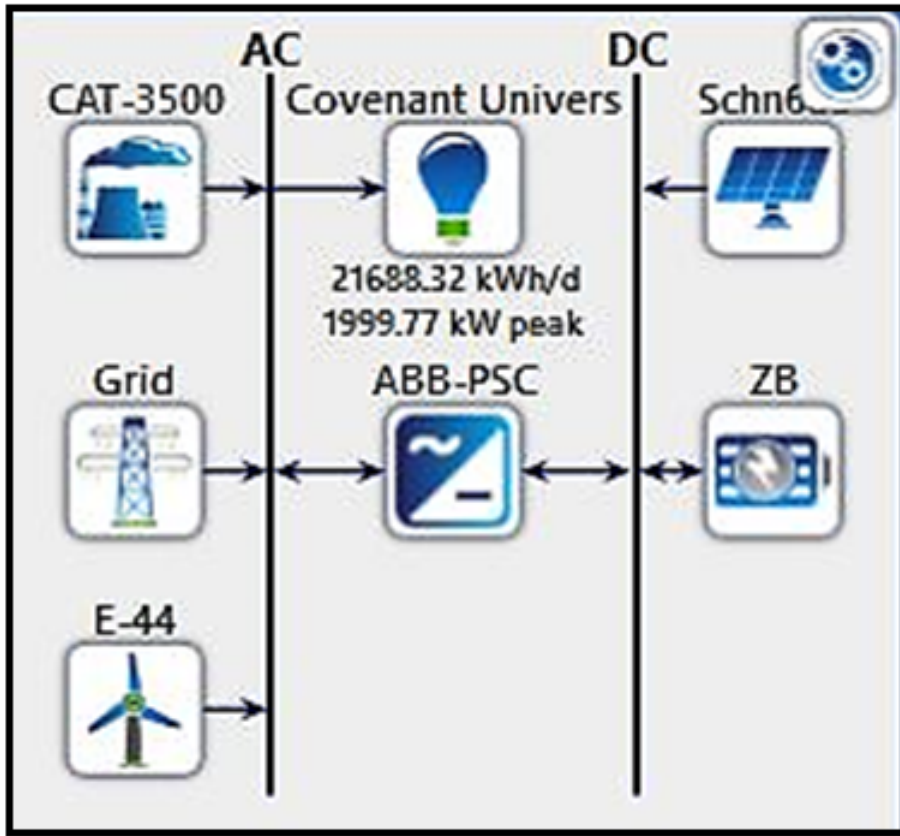 AC
DC
CAT-3500
Covenant Univers
21688.32 kWh/d
1999.77 kW peak
Grid
ABB-PSC
ZB
E-44